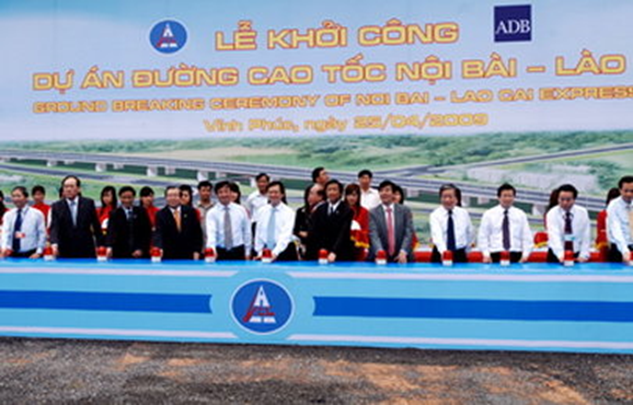 LỄ KHỞI CÔNG
ADB
DỰ ÁN ĐƯỜNG CAO TỐC NỘI BÀI – LÀO
GROUND BREAKING CEREMONY OF NOI BAI – LAO CAI EXPRESS
Vĩnh Phúc, ngày 25/04/2009